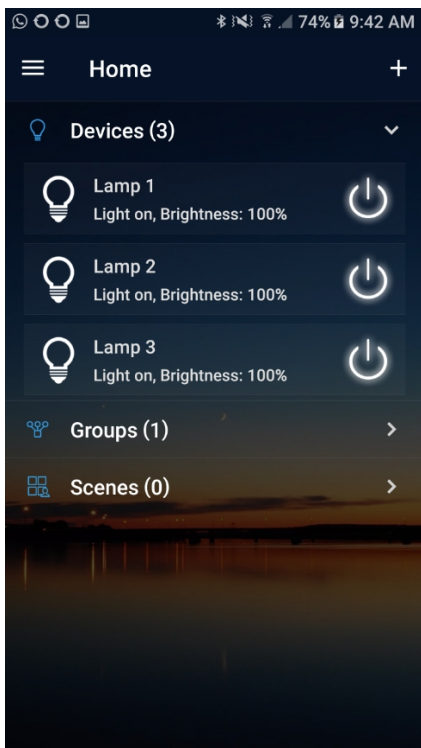 74% 9:42 AM
Home
Devices (3)
Lamp 1
Light on, Brightness: 100%
Lamp 2
Light on, Brightness: 100%
Lamp 3
Light on, Brightness: 100%
Groups (1)
Scenes (0)